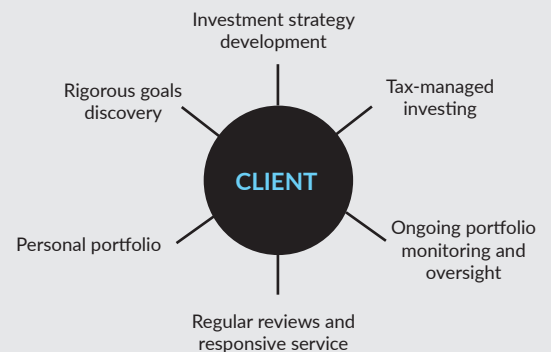 Investment strategy
development
Rigorous goals
discovery
Tax-managed
investing
CLIENT
Personal portfolio
Ongoing portfolio
monitoring and
oversight
Regular reviews and
responsive service